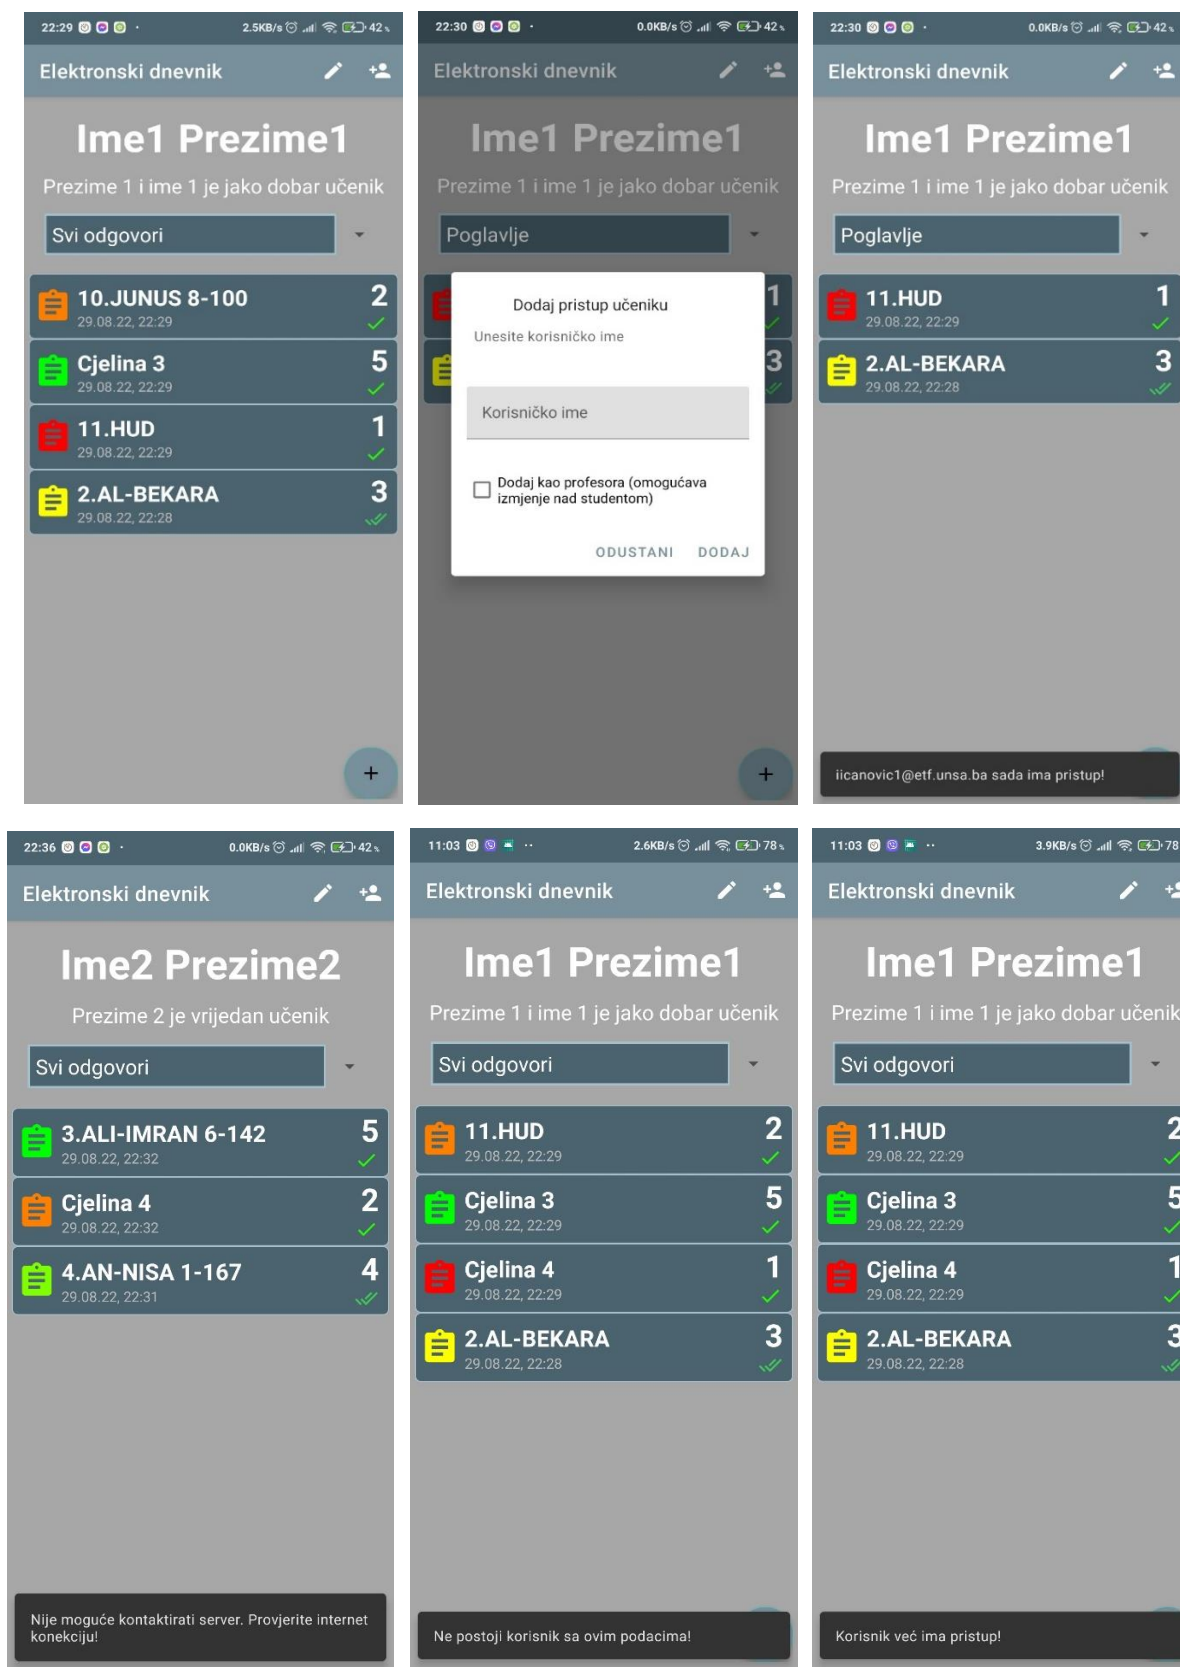 22:29 2.5KB/s 42%
Elektronski dnevnik
Ime1 Prezime1
Prezime 1 i ime 1 je jako dobar učenik
Svi odgovori
10.JUNUS 8-100 2
29.08.22, 22:29
Cjelina 3 5
29.08.22, 22:29
11.HUD 1
29.08.22, 22:29
2.AL-BEKARA 3
29.08.22, 22:28
+
22:30 0.0KB/s 42%
Elektronski dnevnik
Ime1 Prezime1
Prezime 1 i ime 1 je jako dobar učenik
Poglavlje
1
3
Dodaj pristup učeniku
Unesite korisničko ime
Korisničko ime
Dodaj kao profesora (omogućava
izmjenje nad studentom)
ODUSTANI DODAJ
+
22:30 0.0KB/s 42%
Elektronski dnevnik
Ime1 Prezime1
Prezime 1 i ime 1 je jako dobar učenik
Poglavlje
11.HUD 1
29.08.22, 22:29
2.AL-BEKARA 3
29.08.22, 22:28
iicanovic1@etf.unsa.ba sada ima pristup!
22:36 0.0KB/s 42%
Elektronski dnevnik
Ime2 Prezime2
Prezime 2 je vrijedan učenik
Svi odgovori
3.ALI-IMRAN 6-142 5
29.08.22, 22:32
Cjelina 4 2
29.08.22, 22:32
4.AN-NISA 1-167 4
29.08.22, 22:31
Nije moguće kontaktirati server. Provjerite internet
konekciju!
11:03 2.6KB/s 78%
Elektronski dnevnik
Ime1 Prezime1
Prezime 1 i ime 1 je jako dobar učenik
Svi odgovori
11.HUD 2
29.08.22, 22:29
Cjelina 3 5
29.08.22, 22:29
Cjelina 4 1
29.08.22, 22:29
2.AL-BEKARA 3
29.08.22, 22:28
Ne postoji korisnik sa ovim podacima!
11:03 3.9KB/s 78
Elektronski dnevnik
Ime1 Prezime1
Prezime 1 i ime 1 je jako dobar učenik
Svi odgovori
11.HUD 2
29.08.22, 22:29
Cjelina 3 5
29.08.22, 22:29
Cjelina 4 1
29.08.22, 22:29
2.AL-BEKARA 3
29.08.22, 22:28
Korisnik već ima pristup!